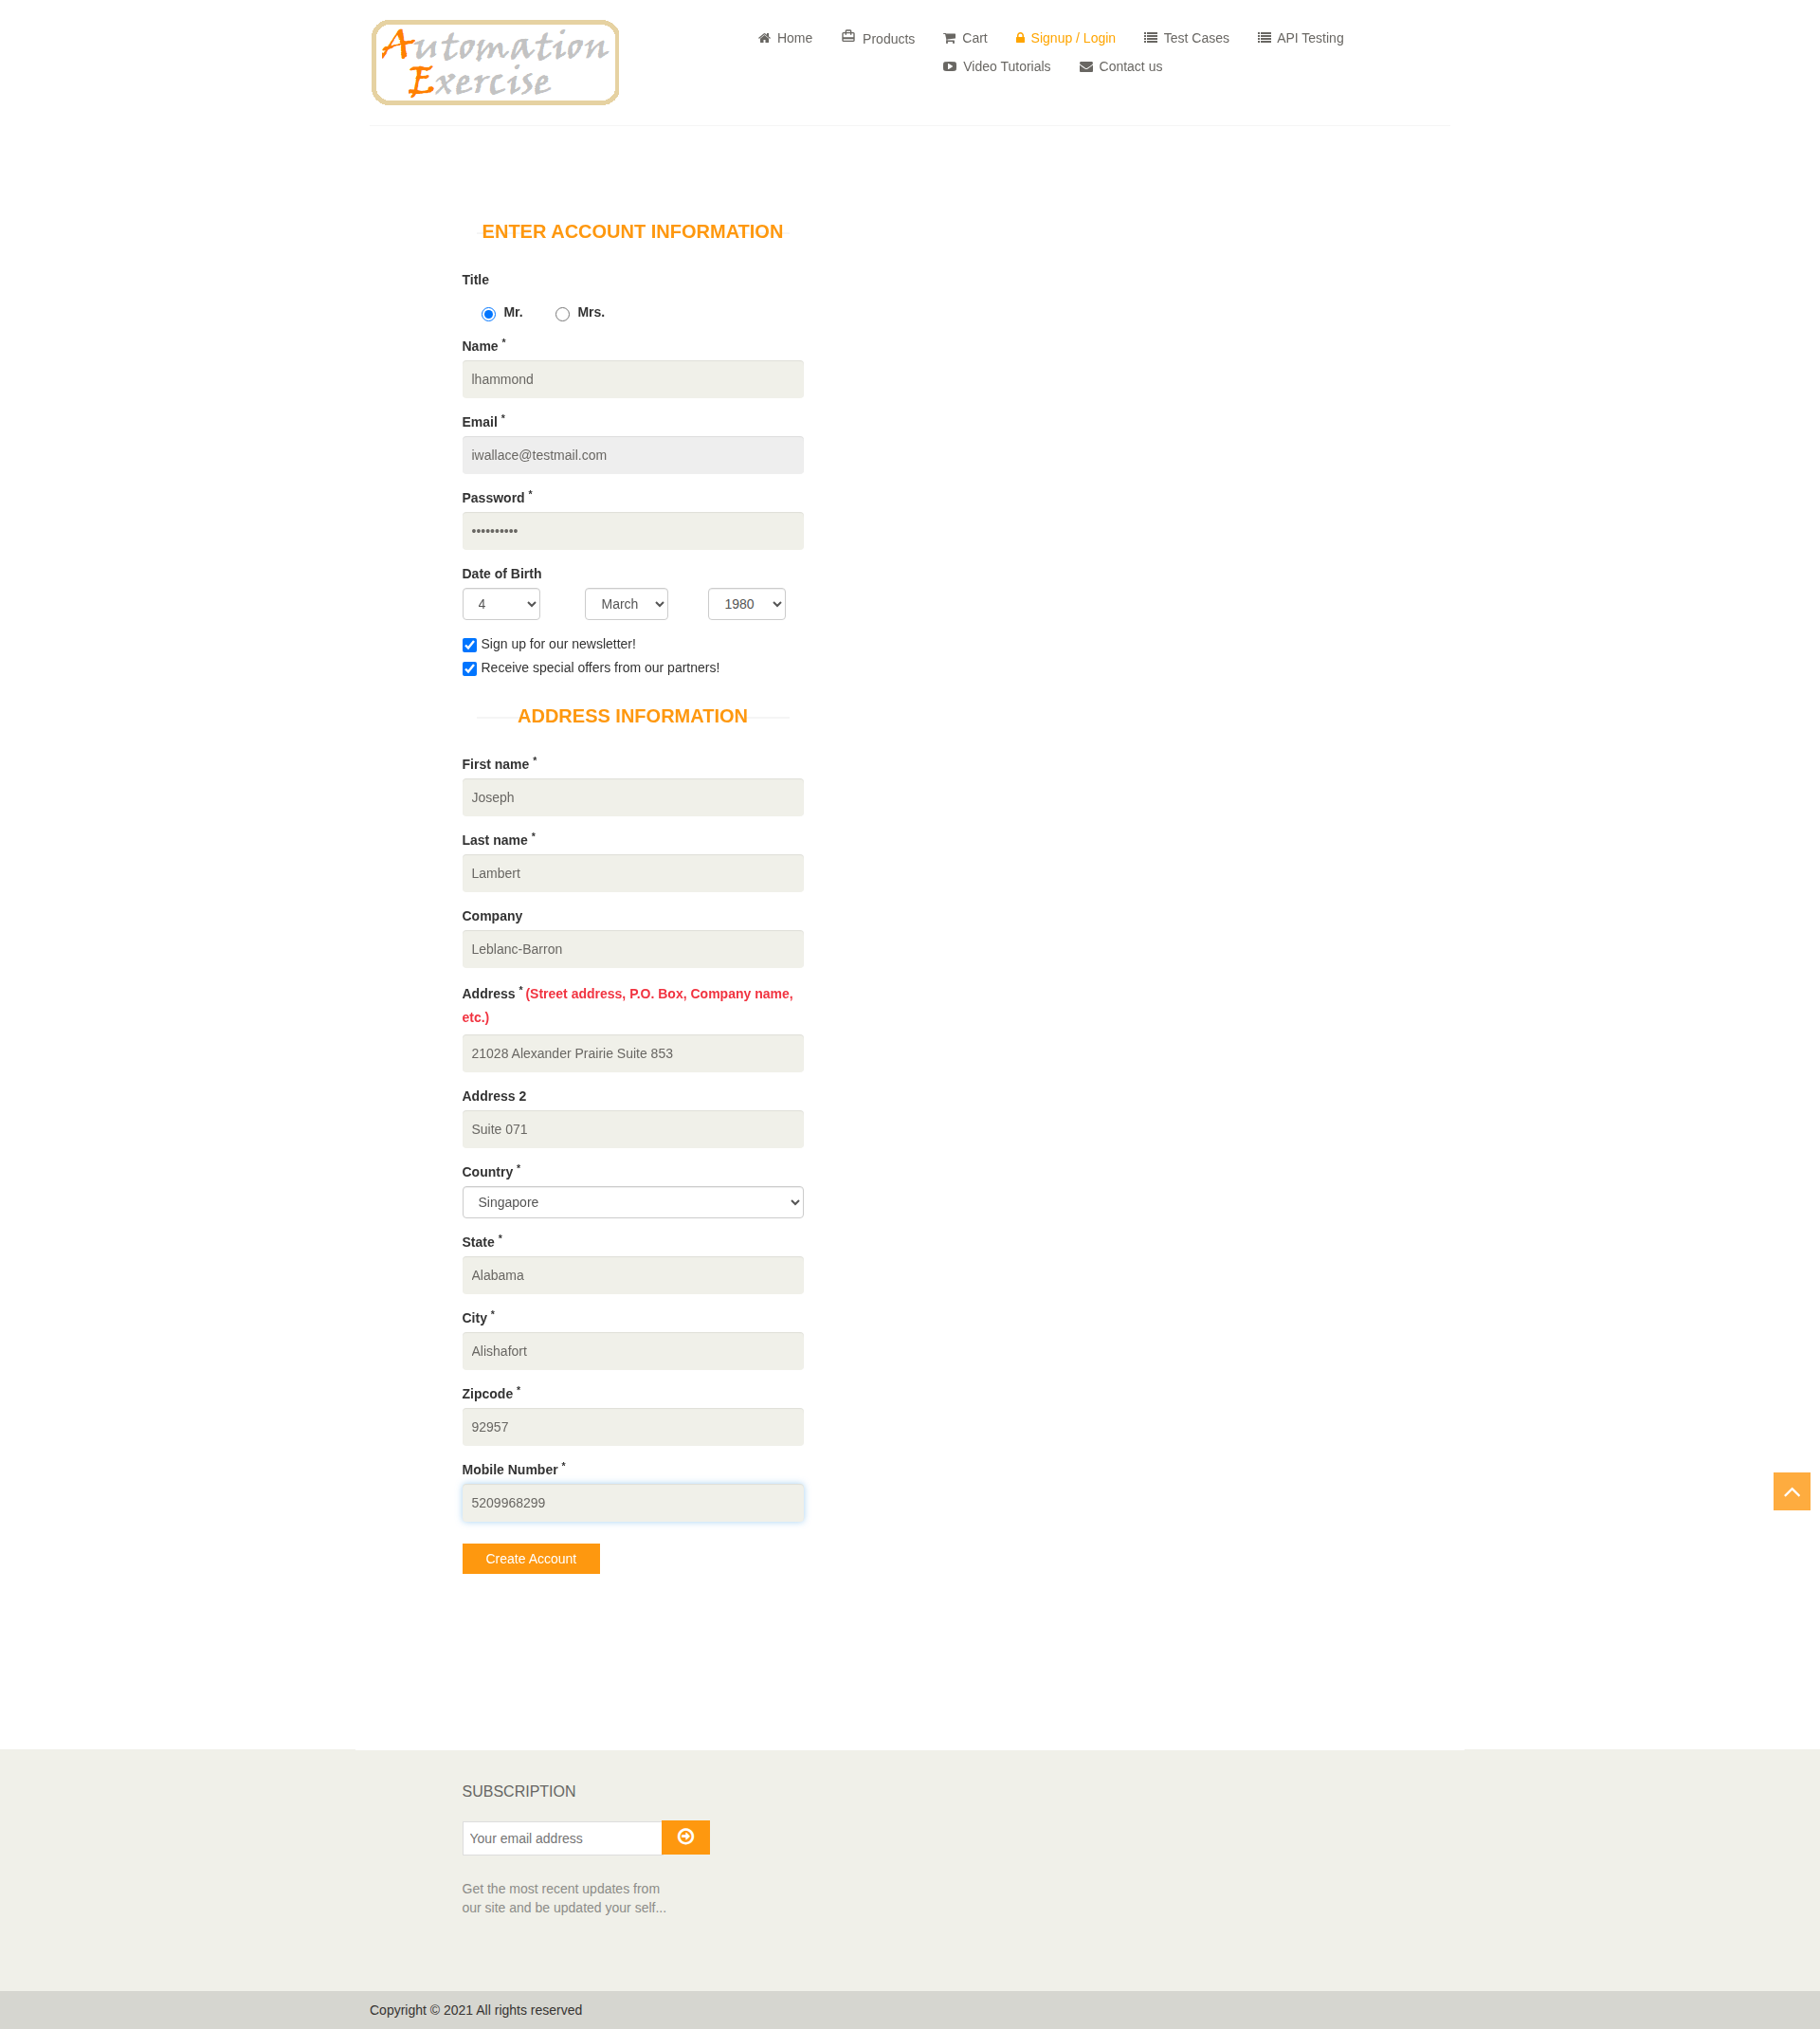 Automation
Exercise
Home
Products
Cart
Signup / Login
Test Cases
API Testing
Video Tutorials
Contact us
ENTER ACCOUNT INFORMATION
Title
Mr.
Mrs.
Name *
lhammond
Email *
iwallace@testmail.com
Password *
••••••••••
Date of Birth
4
March
1980
Sign up for our newsletter!
Receive special offers from our partners!
ADDRESS INFORMATION
First name *
Joseph
Last name *
Lambert
Company
Leblanc-Barron
Address * (Street address, P.O. Box, Company name,
etc.)
21028 Alexander Prairie Suite 853
Address 2
Suite 071
Country *
Singapore
State *
Alabama
City *
Alishafort
Zipcode *
92957
Mobile Number *
5209968299
Create Account
SUBSCRIPTION
Your email address
Get the most recent updates from
our site and be updated your self...
Copyright © 2021 All rights reserved